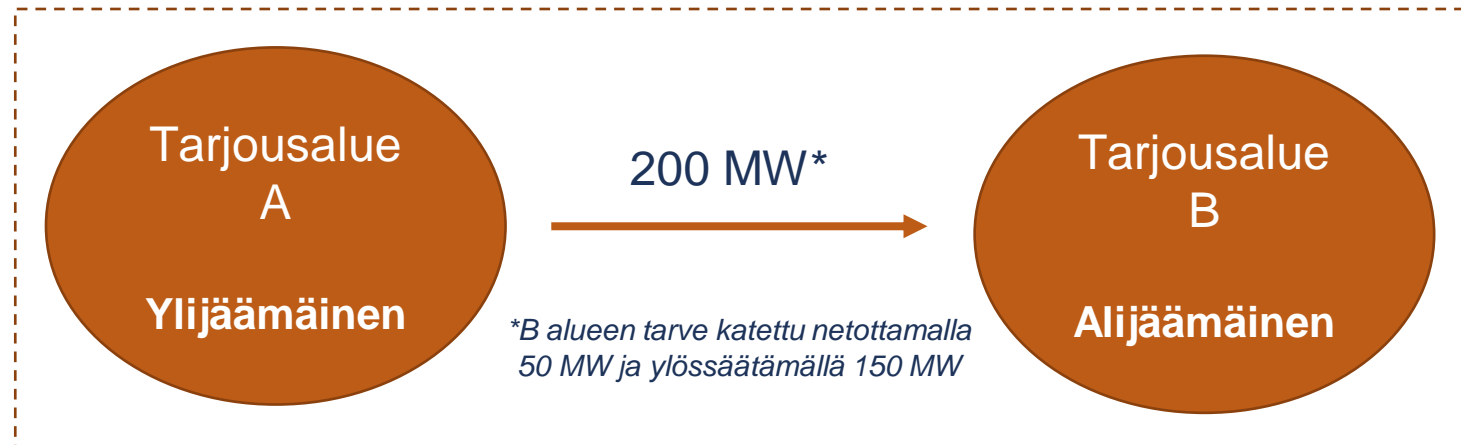 Tarjousalue
A
Ylijäämäinen
200 MW*
*B alueen tarve katettu netottamalla
50 MW ja ylössäätämällä 150 MW
Tarjousalue
B
Alijäämäinen